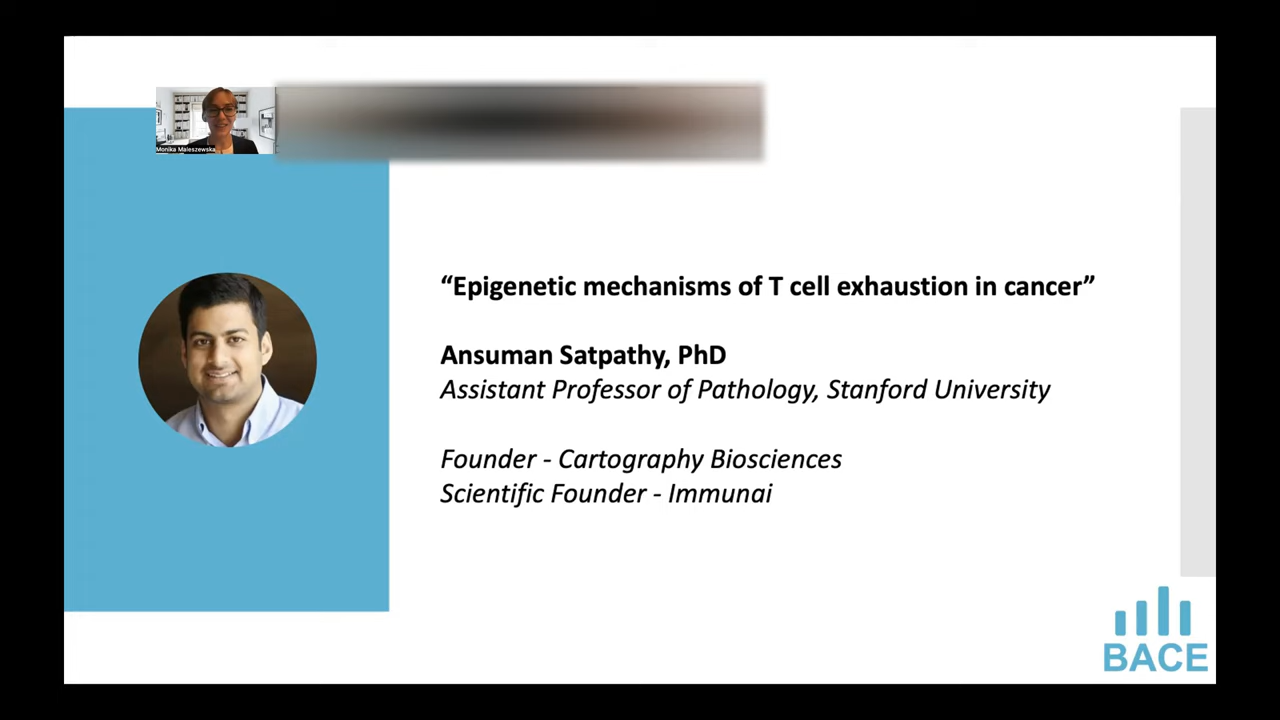 Monika Maleszewska
“Epigenetic mechanisms of T cell exhaustion in cancer”
Ansuman Satpathy, PhD
Assistant Professor of Pathology, Stanford University
Founder - Cartography Biosciences
Scientific Founder - Immunai
BACE